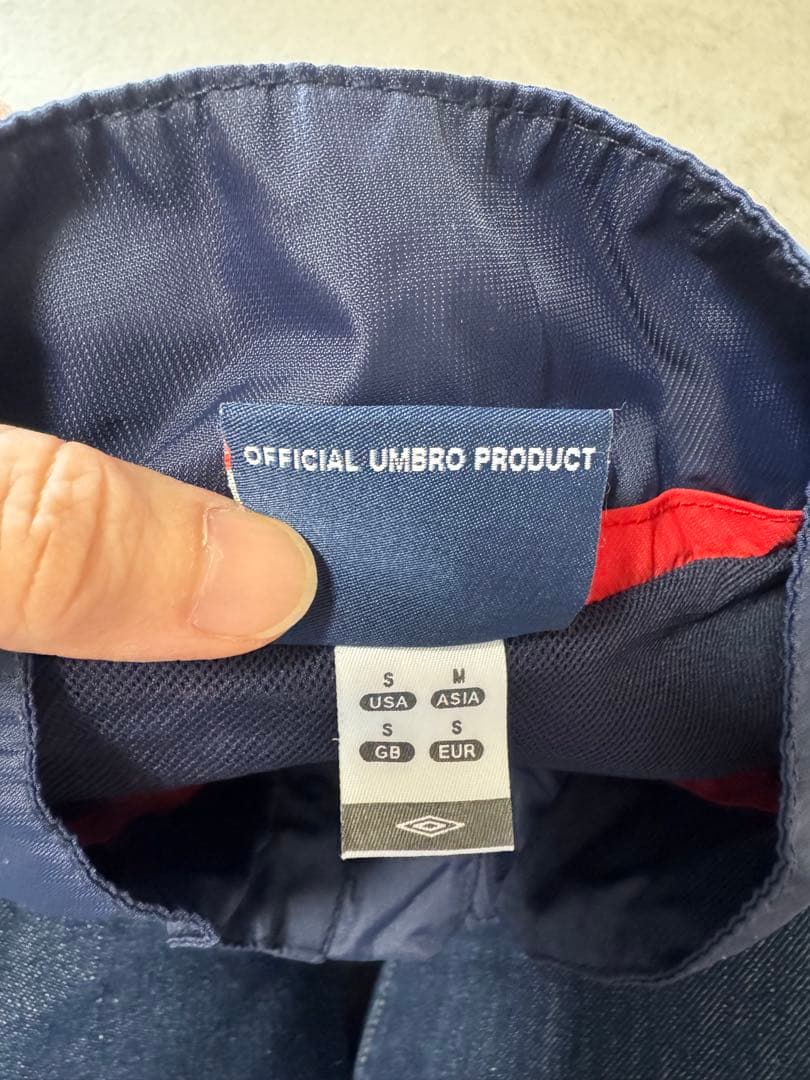 OFFICIAL UMBRO PRODUCT
S M
USA ASIA
S S
GB EUR